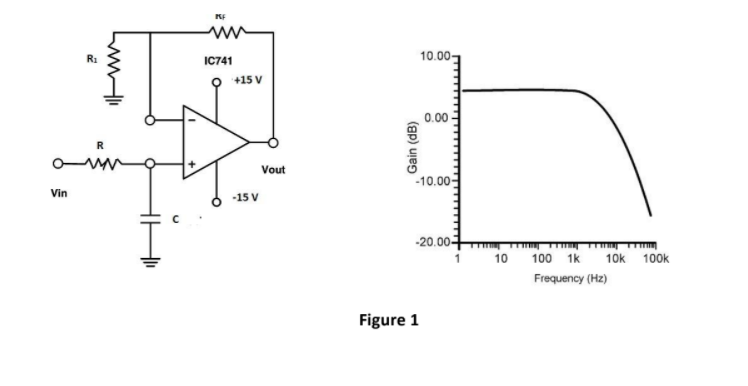 RF
R₁
IC741
+15 V
-
R
+
Vin
Vout
-15 V
C
10.00
0.00
-10.00
-20.00
Gain (dB)
1 10 100 1k 10k 100k
Frequency (Hz)
Figure 1